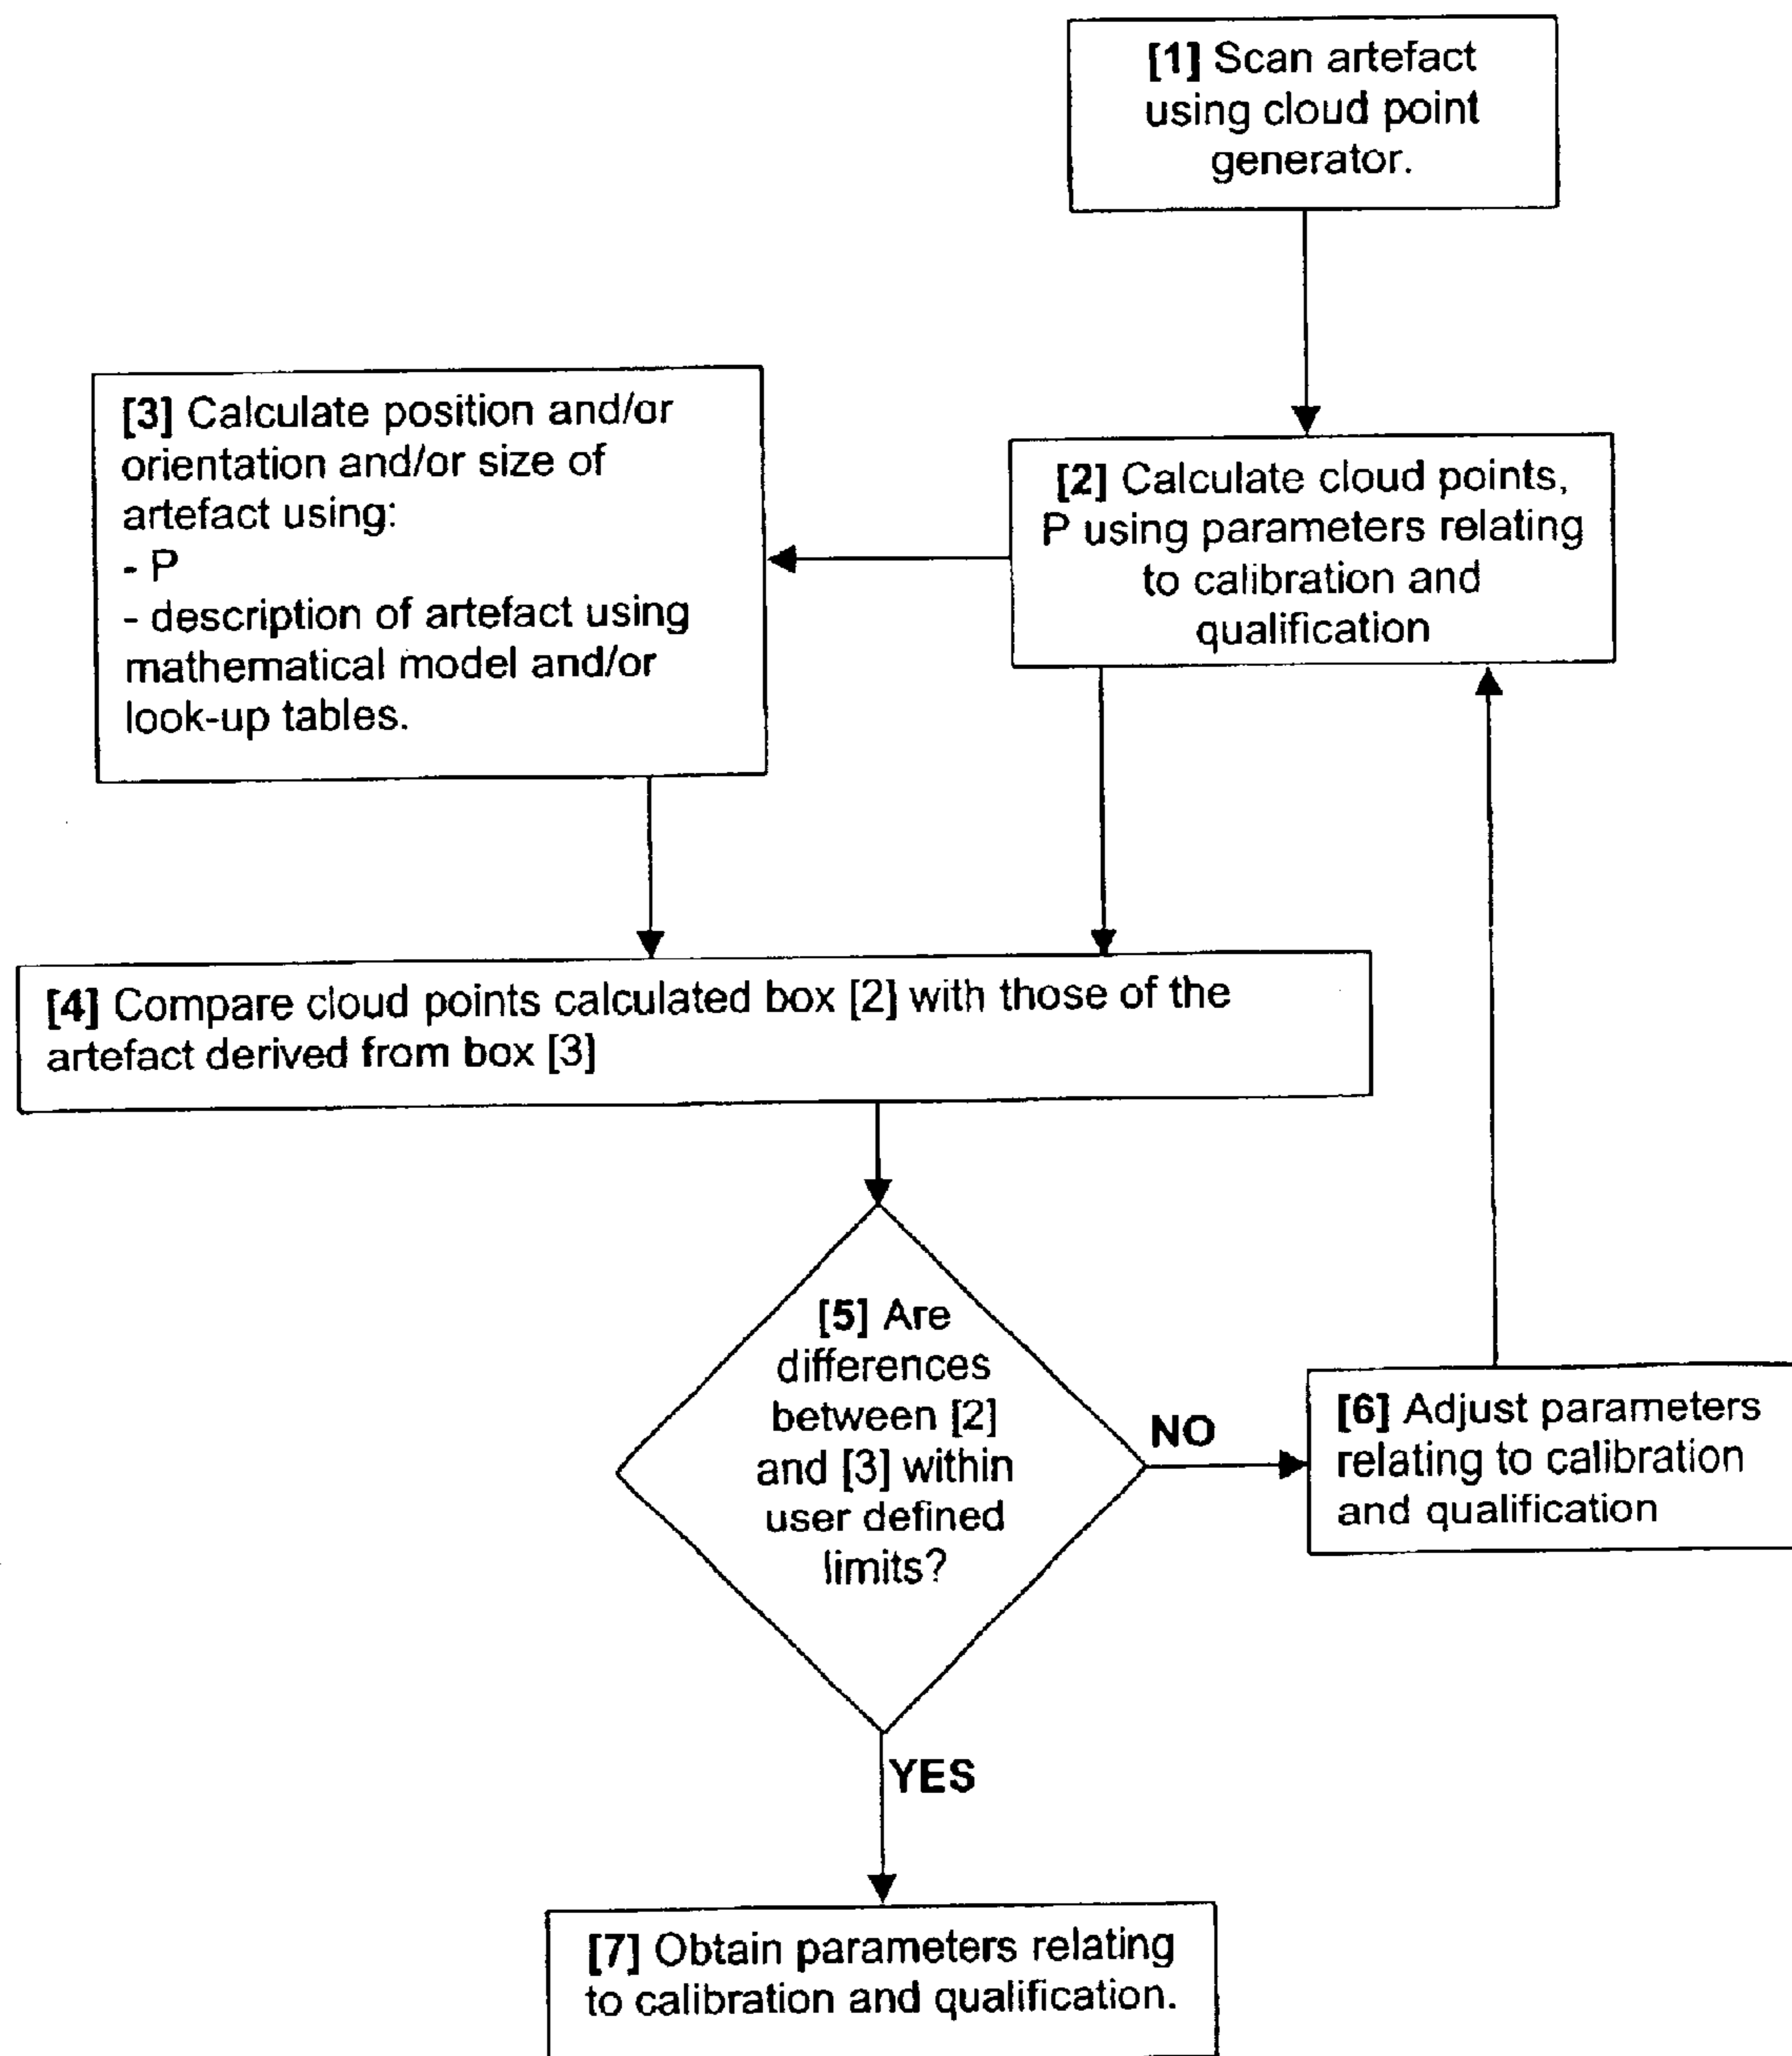 [1] Scan artefact
using cloud point
generator.
[2] Calculate cloud points,
P using parameters relating
to calibration and
qualification
[3] Calculate position and/or
orientation and/or size of
artefact using:
- P
- description of artefact using
mathematical model and/or
look-up tables.
[4] Compare cloud points calculated box [2] with those of the
artefact derived from box [3]
[5] Are
differences
between [2]
and [3] within
user defined
limits?
NO
[6] Adjust parameters
relating to calibration
and qualification
YES
[7] Obtain parameters relating
to calibration and qualification.